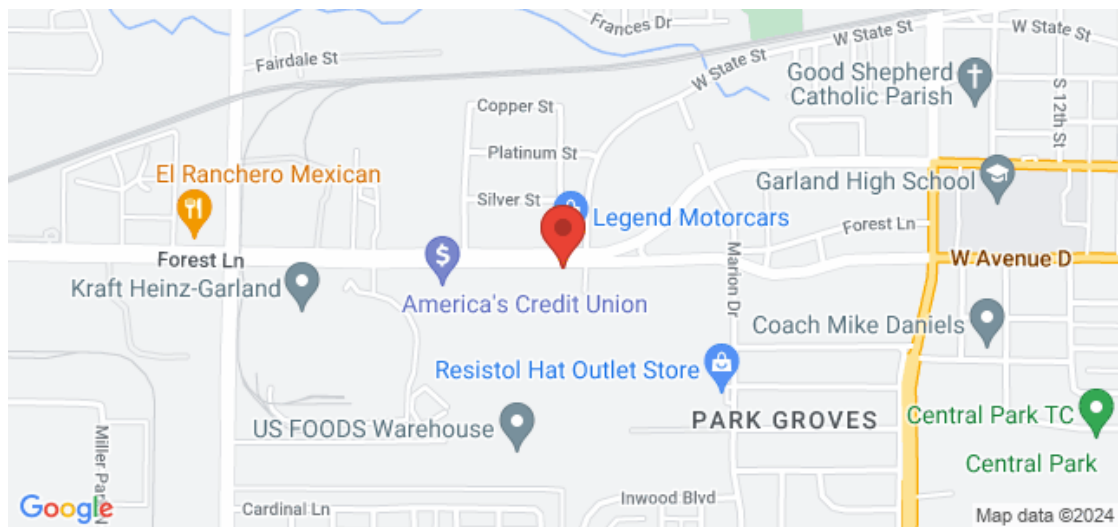 Frances Dr
W State St
Fairdale St
W State St
Good Shepherd
Catholic Parish
S 12th St
Copper St
Platinum St
El Ranchero Mexican
Garland High School
Silver St
Legend Motorcars
Forest Ln
Forest Ln
W Avenue D
Kraft Heinz-Garland
America's Credit Union
Marion Dr
Coach Mike Daniels
Resistol Hat Outlet Store
PARK GROVES
Central Park TC
US FOODS Warehouse
Central Park
Cardinal Ln
Inwood Blvd
Google
Map data ©2024